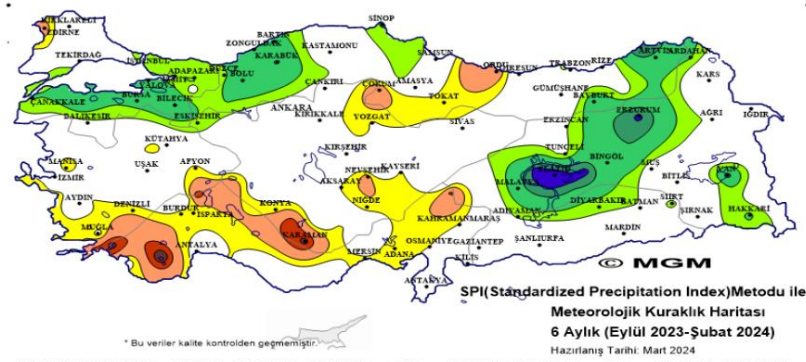 SİNOP
KIRKLARELİ
EDİRNE
BARTIN
ZONGULDAK
KASTAMONU
KARABÜK
SAMSUN
TEKİRDAĞ
İSTANBUL
ADAPAZARI
DÜZCE
BOLU
ORDU
GİRESUN
TRABZON
RİZE
ARTVİN
ARDAHAN
YALOVA
ÇANKIRI
ÇORUM
AMASYA
TOKAT
GÜMÜŞHANE
BAYBURT
KARS
ÇANAKKALE
BURSA
BİLECİK
ANKARA
KIRIKKALE
YOZGAT
SİVAS
ERZİNCAN
ERZURUM
AĞRI
IĞDIR
BALIKESİR
ESKİŞEHİR
KÜTAHYA
KIRŞEHİR
TUNCELİ
BİNGÖL
MUŞ
MANİSA
İZMİR
UŞAK
AFYON
AKSARAY
NEVŞEHİR
KAYSERİ
MALATYA
BİTLİS
VAN
AYDIN
DENİZLİ
BURDUR
ISPARTA
KONYA
NİĞDE
KAHRAMANMARAŞ
ADIYAMAN
DİYARBAKIR
BATMAN
SİİRT
ŞIRNAK
HAKKARİ
MUĞLA
ANTALYA
KARAMAN
MERSİN
ADANA
OSMANİYE
GAZİANTEP
KİLİS
ŞANLIURFA
MARDİN
ANTAKYA
© MGM
SPI(Standardized Precipitation Index)Metodu ile
Meteorolojik Kuraklık Haritası
6 Aylık (Eylül 2023-Şubat 2024)
Hazırlanış Tarihi: Mart 2024
* Bu veriler kalite kontrolden geçmemiştir.